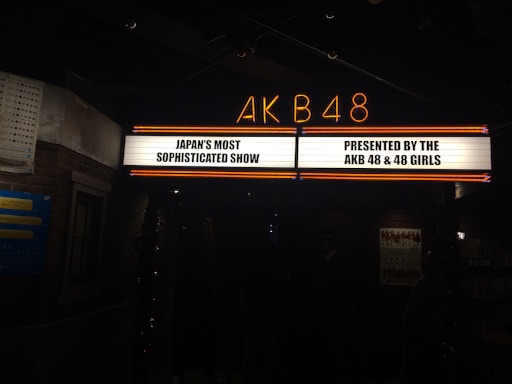 AKB48
JAPAN'S MOST
SOPHISTICATED SHOW
PRESENTED BY THE
AKB 48 & 48 GIRLS